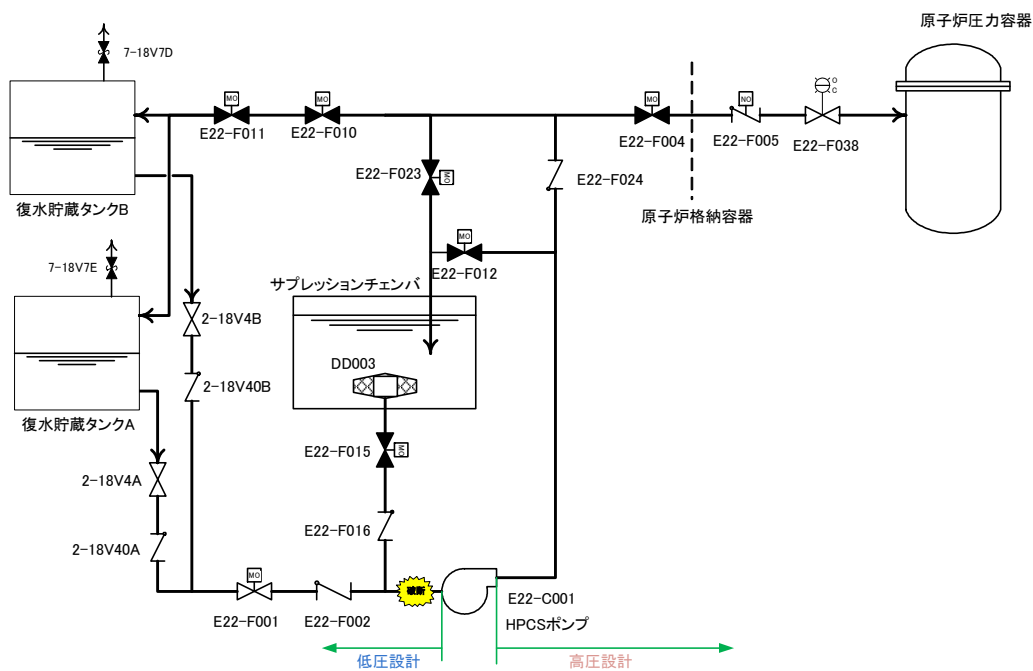 原子炉圧力容器
7-18V7D
MO
MO
MO
NO
O
C
E22-F011
E22-F010
E22-F004
E22-F005
E22-F038
E22-F023
MO
E22-F024
復水貯蔵タンクB
原子炉格納容器
MO
7-18V7E
E22-F012
サプレッションチェンバ
2-18V4B
DD003
2-18V40B
復水貯蔵タンクA
E22-F015
MO
2-18V4A
E22-F016
2-18V40A
MO
破断
E22-C001
E22-F001
E22-F002
HPCSポンプ
低圧設計
高圧設計